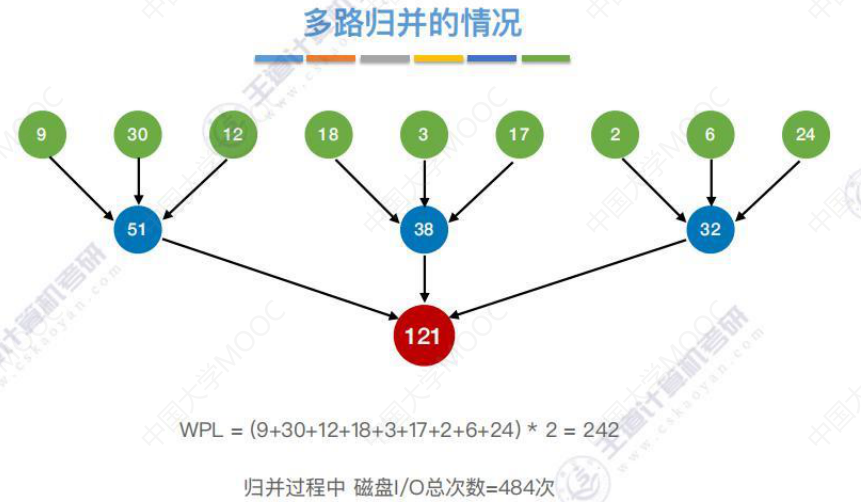 多路归并的情况
9 30 12 18 3 17 2 6 24
51 38 32
121
WPL = (9+30+12+18+3+17+2+6+24) * 2 = 242
归并过程中 磁盘I/O总次数=484次
王道计算机考研
www.cskaoyan.com
中国大学MOOC